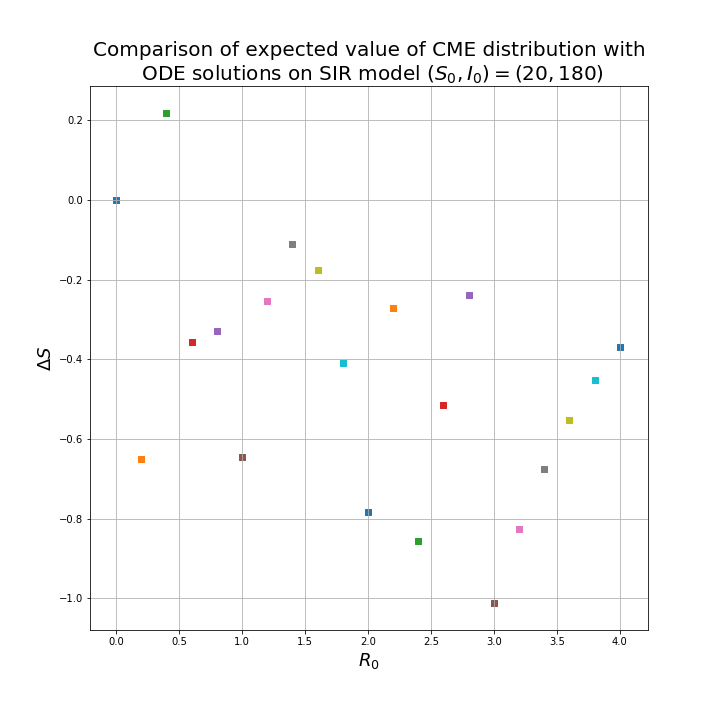 Comparison of expected value of CME distribution with
ODE solutions on SIR model (S₀, I₀) = (20, 180)
0.2
0.0
−0.2
−0.4
−0.6
−0.8
−1.0
ΔS
0.0 0.5 1.0 1.5 2.0 2.5 3.0 3.5 4.0
R₀